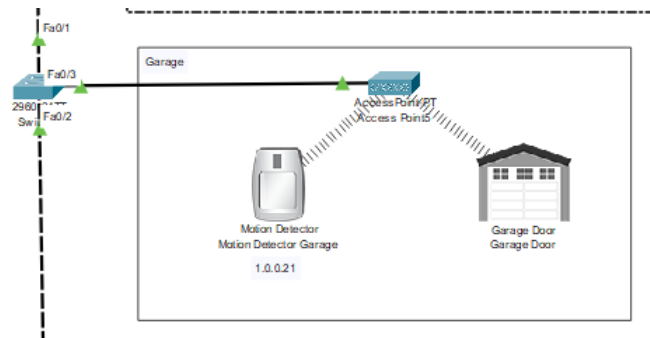 Fa0/1
Garage
Fa0/3
AccessPoint-PT
Access Point5
2960
Fa0/2
Motion Detector
Motion Detector Garage
1.0.0.21
Garage Door
Garage Door